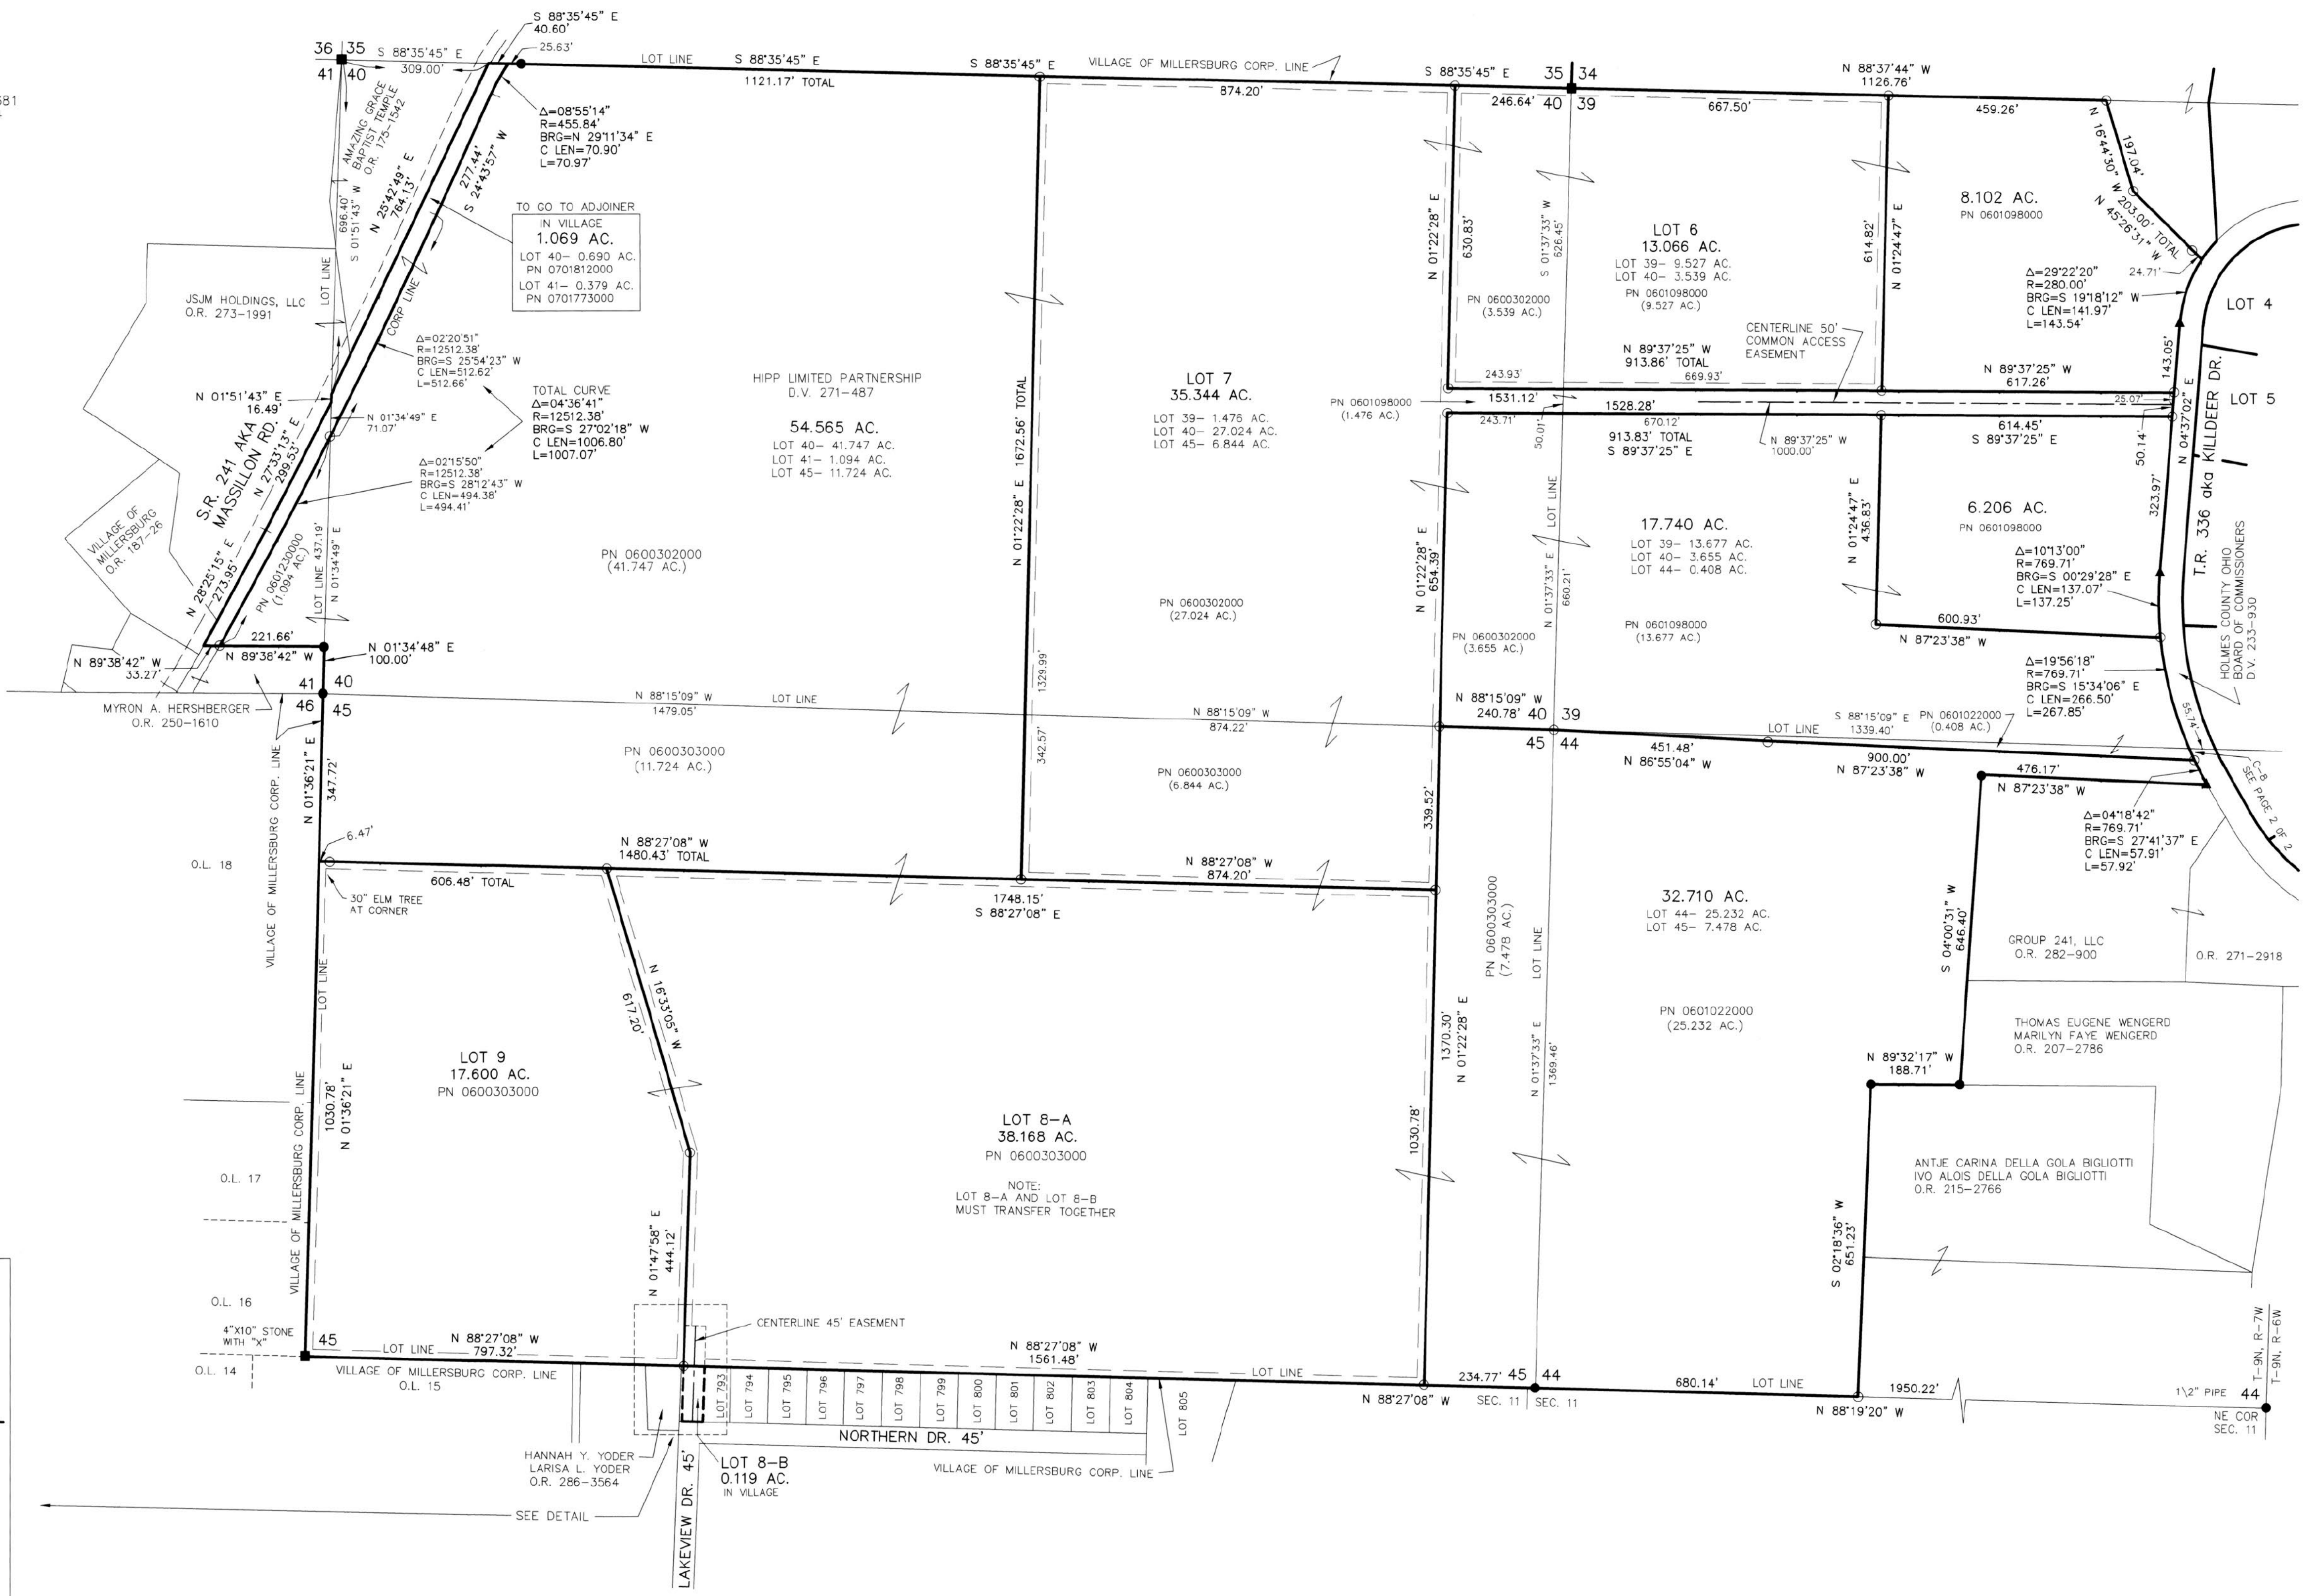 S 88°35'45" E
40.60'
36 35
41 40
S 88°35'45" E
309.00'
25.63'
LOT LINE
S 88°35'45" E
1121.17' TOTAL
S 88°35'45" E
VILLAGE OF MILLERSBURG CORP. LINE
874.20'
S 88°35'45" E
246.64'
35 34
40 39
667.50'
N 88°37'44" W
1126.76'
459.26'
AMAZING GRACE
BAPTIST TEMPLE
O.R. 175-1542
696.40'
S 01°51'43" W
N 25°42'49" E
764.13'
277.44'
S 24°43'57" W
Δ=08°55'14"
R=455.84'
BRG=N 29°11'34" E
C LEN=70.90'
L=70.97'
TO GO TO ADJOINER
IN VILLAGE
1.069 AC.
LOT 40- 0.690 AC.
PN 0701812000
LOT 41- 0.379 AC.
PN 0701773000
JSJM HOLDINGS, LLC
O.R. 273-1991
LOT LINE
CORP LINE
Δ=02°20'51"
R=12512.38'
BRG=S 25°54'23" W
C LEN=512.62'
L=512.66'
TOTAL CURVE
Δ=04°36'41"
R=12512.38'
BRG=S 27°02'18" W
C LEN=1006.80'
L=1007.07'
Δ=02°15'50"
R=12512.38'
BRG=S 28°12'43" W
C LEN=494.38'
L=494.41'
N 01°51'43" E
16.49'
N 01°34'49" E
71.07'
S.R. 241 AKA
MASSILON RD.
N 27°33'13" E
299.53'
VILLAGE OF
MILLERSBURG
O.R. 187-26
N 28°25'15" E
273.95'
PN 0601230000
(1.094 AC.)
LOT LINE 437.19'
N 01°34'49" E
221.66'
N 89°38'42" W
N 89°38'42" W
33.27'
N 01°34'48" E
100.00'
MYRON A. HERSHBERGER
O.R. 250-1610
41 40
46 45
HIPP LIMITED PARTNERSHIP
D.V. 271-487
54.565 AC.
LOT 40- 41.747 AC.
LOT 41- 1.094 AC.
LOT 45- 11.724 AC.
PN 0600302000
(41.747 AC.)
N 88°15'09" W
1479.05'
LOT LINE
PN 0600303000
(11.724 AC.)
N 01°22'28" E 1672.56' TOTAL
1329.99'
342.57'
LOT 7
35.344 AC.
LOT 39- 1.476 AC.
LOT 40- 27.024 AC.
LOT 45- 6.844 AC.
PN 0600302000
(27.024 AC.)
N 88°15'09" W
874.22'
PN 0600303000
(6.844 AC.)
N 88°27'08" W
874.20'
N 01°22'28" E
630.83'
S 01°37'33" W
626.45'
PN 0600302000
(3.539 AC.)
LOT 6
13.066 AC.
LOT 39- 9.527 AC.
LOT 40- 3.539 AC.
PN 0601098000
(9.527 AC.)
614.82'
N 01°24'47" E
8.102 AC.
PN 0601098000
197.04'
N 16°44'30" W
203.00' TOTAL
N 45°26'31" W
24.71'
Δ=29°22'20"
R=280.00'
BRG=S 19°18'12" W
C LEN=141.97'
L=143.54'
LOT 4
LOT 5
CENTERLINE 50'
COMMON ACCESS
EASEMENT
N 89°37'25" W
913.86' TOTAL
243.93'
669.93'
N 89°37'25" W
617.26'
143.05'
PN 0601098000
(1.476 AC.)
1531.12'
1528.28'
25.07'
N 04°37'02" E
243.71'
50.01'
670.12'
913.83' TOTAL
S 89°37'25" E
N 89°37'25" W
1000.00'
614.45'
S 89°37'25" E
50.14'
323.97'
T.R. 336 aka KILLDEER DR.
HOLMES COUNTY OHIO
BOARD OF COMMISSIONERS
D.V. 233-930
N 01°22'28" E
654.39'
LOT LINE
N 01°37'33" E
660.21'
17.740 AC.
LOT 39- 13.677 AC.
LOT 40- 3.655 AC.
LOT 44- 0.408 AC.
PN 0600302000
(3.655 AC.)
PN 0601098000
(13.677 AC.)
N 01°24'47" E
436.83'
6.206 AC.
PN 0601098000
Δ=10°13'00"
R=769.71'
BRG=S 00°29'28" E
C LEN=137.07'
L=137.25'
600.93'
N 87°23'38" W
Δ=19°56'18"
R=769.71'
BRG=S 15°34'06" E
C LEN=266.50'
L=267.85'
N 88°15'09" W
240.78'
40 39
45 44
451.48'
N 86°55'04" W
LOT LINE
S 88°15'09" E
1339.40'
PN 0601022000
(0.408 AC.)
55.74'
900.00'
N 87°23'38" W
476.17'
N 87°23'38" W
C-8
SEE PAGE 2 OF 2
Δ=04°18'42"
R=769.71'
BRG=S 27°41'37" E
C LEN=57.91'
L=57.92'
VILLAGE OF MILLERSBURG CORP. LINE
N 01°36'21" E
347.72'
6.47'
O.L. 18
30" ELM TREE
AT CORNER
N 88°27'08" W
1480.43' TOTAL
606.48' TOTAL
1748.15'
S 88°27'08" E
339.52'
LOT LINE
1030.78'
N 01°36'21" E
VILLAGE OF MILLERSBURG CORP. LINE
O.L. 17
O.L. 16
4"X10" STONE
WITH "X"
O.L. 14
LOT 9
17.600 AC.
PN 0600303000
N 16°33'05" W
617.20'
N 01°47'58" E
444.12'
LOT 8-A
38.168 AC.
PN 0600303000
NOTE:
LOT 8-A AND LOT 8-B
MUST TRANSFER TOGETHER
1030.78'
1370.30'
N 01°22'28" E
PN 0600303000
(7.478 AC.)
LOT LINE
N 01°37'33" E
1369.46'
32.710 AC.
LOT 44- 25.232 AC.
LOT 45- 7.478 AC.
PN 0601022000
(25.232 AC.)
S 04°00'31" W
646.40'
GROUP 241, LLC
O.R. 282-900
O.R. 271-2918
THOMAS EUGENE WENGERD
MARILYN FAYE WENGERD
O.R. 207-2786
N 89°32'17" W
188.71'
ANTJE CARINA DELLA GOLA BIGLIOTTI
IVO ALOIS DELLA GOLA BIGLIOTTI
O.R. 215-2766
S 02°18'36" W
651.23'
45
LOT LINE
N 88°27'08" W
797.32'
VILLAGE OF MILLERSBURG CORP. LINE
O.L. 15
CENTERLINE 45' EASEMENT
N 88°27'08" W
1561.48'
LOT LINE
LOT 793
LOT 794
LOT 795
LOT 796
LOT 797
LOT 798
LOT 799
LOT 800
LOT 801
LOT 802
LOT 803
LOT 804
LOT 805
NORTHERN DR. 45'
VILLAGE OF MILLERSBURG CORP. LINE
HANNAH Y. YODER
LARISA L. YODER
O.R. 286-3564
SEE DETAIL
LAKEVIEW DR. 45'
LOT 8-B
0.119 AC.
IN VILLAGE
234.77'
45 44
N 88°27'08" W
SEC. 11 SEC. 11
680.14'
LOT LINE
N 88°19'20" W
1950.22'
1\2" PIPE
44
NE COR
SEC. 11
T-9N, R-7W
T-9N, R-6W